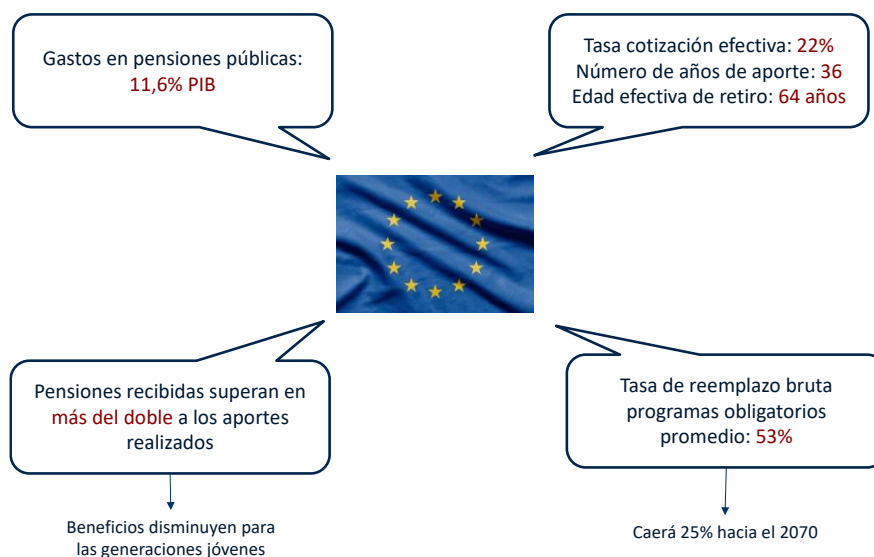 Gastos en pensiones públicas:
11,6% PIB
Tasa cotización efectiva: 22%
Número de años de aporte: 36
Edad efectiva de retiro: 64 años
Pensiones recibidas superan en
más del doble a los aportes
realizados
Tasa de reemplazo bruta
programas obligatorios
promedio: 53%
Beneficios disminuyen para
las generaciones jóvenes
Caerá 25% hacia el 2070